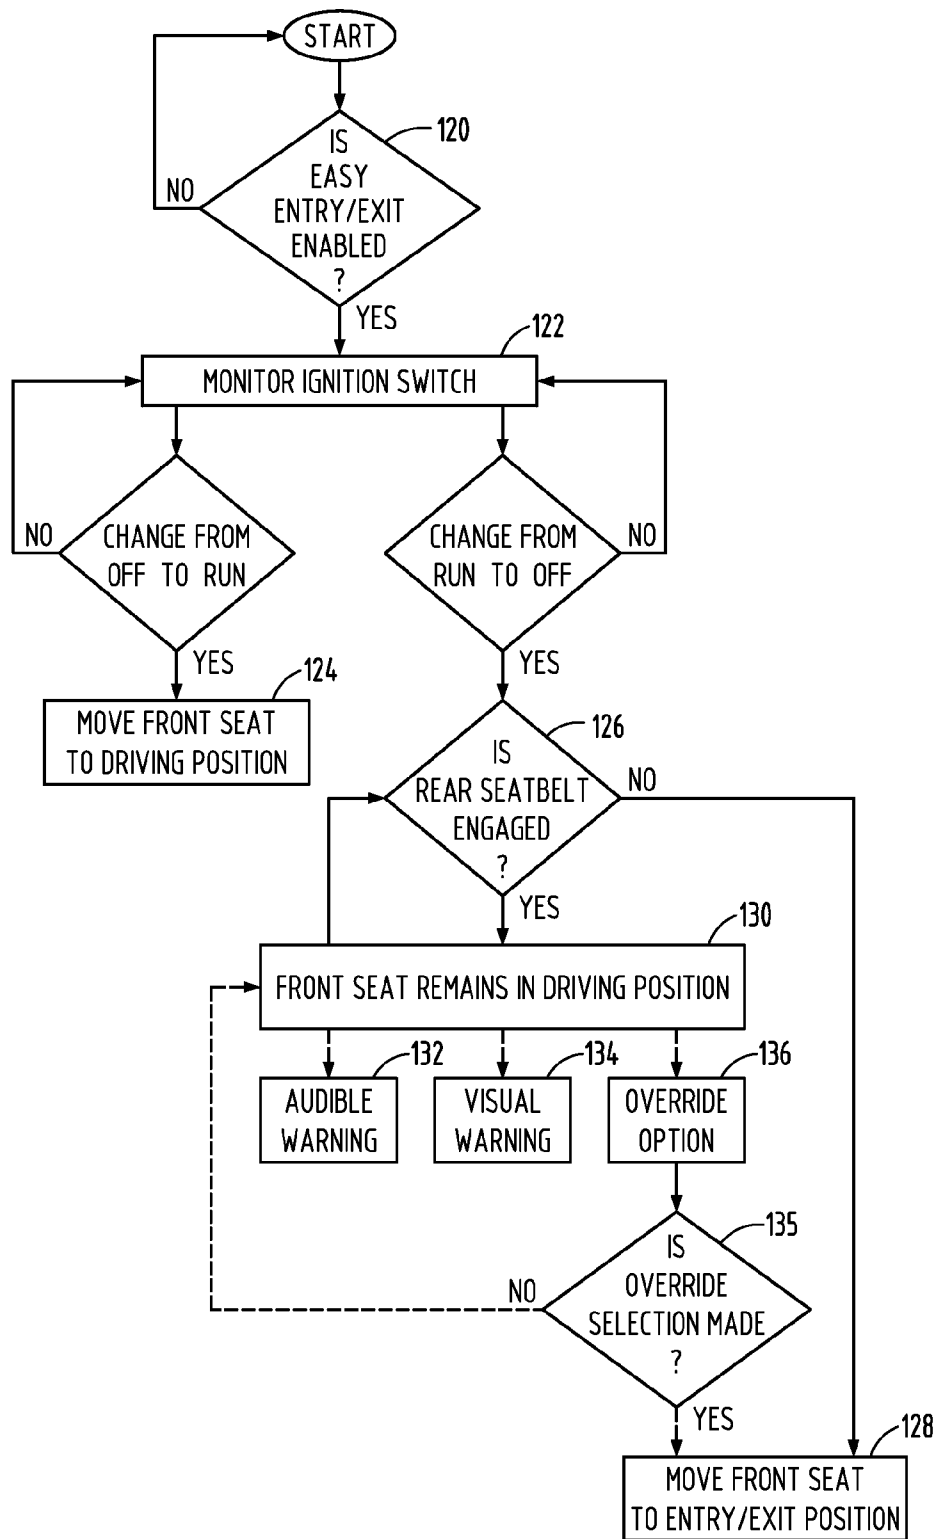 START
120
IS
EASY
ENTRY/EXIT
ENABLED
?
NO
YES
122
MONITOR IGNITION SWITCH
NO
CHANGE FROM
OFF TO RUN
CHANGE FROM
RUN TO OFF
NO
YES
YES
124
MOVE FRONT SEAT
TO DRIVING POSITION
126
IS
REAR SEATBELT
ENGAGED
?
NO
YES
130
FRONT SEAT REMAINS IN DRIVING POSITION
132
134
136
AUDIBLE
WARNING
VISUAL
WARNING
OVERRIDE
OPTION
135
IS
OVERRIDE
SELECTION MADE
?
NO
YES
128
MOVE FRONT SEAT
TO ENTRY/EXIT POSITION